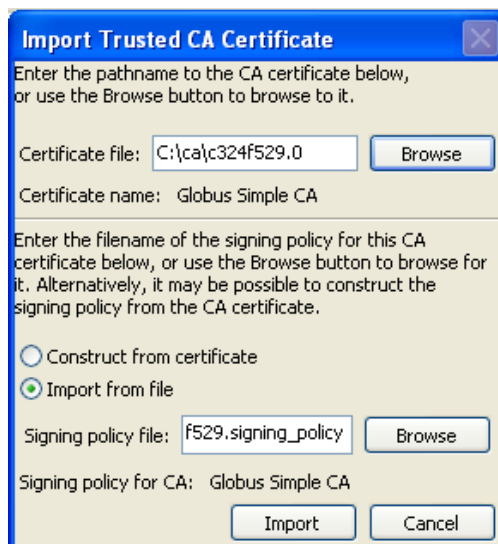 Import Trusted CA Certificate
Enter the pathname to the CA certificate below,
or use the Browse button to browse to it.
Certificate file: C:\ca\c324f529.0 Browse
Certificate name: Globus Simple CA
Enter the filename of the signing policy for this CA
certificate below, or use the Browse button to browse for
it. Alternatively, it may be possible to construct the
signing policy from the CA certificate.
Construct from certificate
Import from file
Signing policy file: f529.signing_policy Browse
Signing policy for CA: Globus Simple CA
Import Cancel